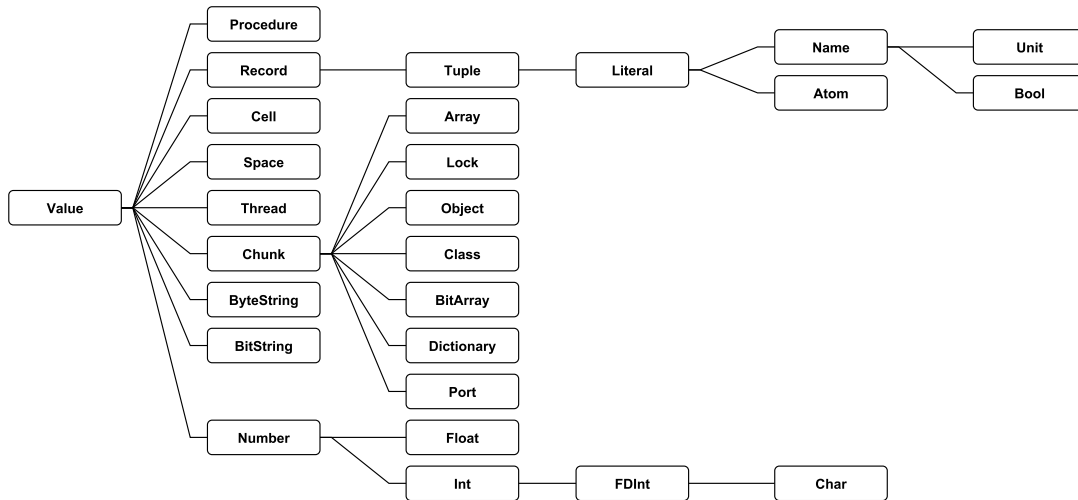 Procedure
Record
Tuple
Literal
Name
Unit
Atom
Bool
Cell
Array
Space
Lock
Value
Thread
Object
Chunk
Class
ByteString
BitArray
BitString
Dictionary
Port
Number
Float
Int
FDInt
Char